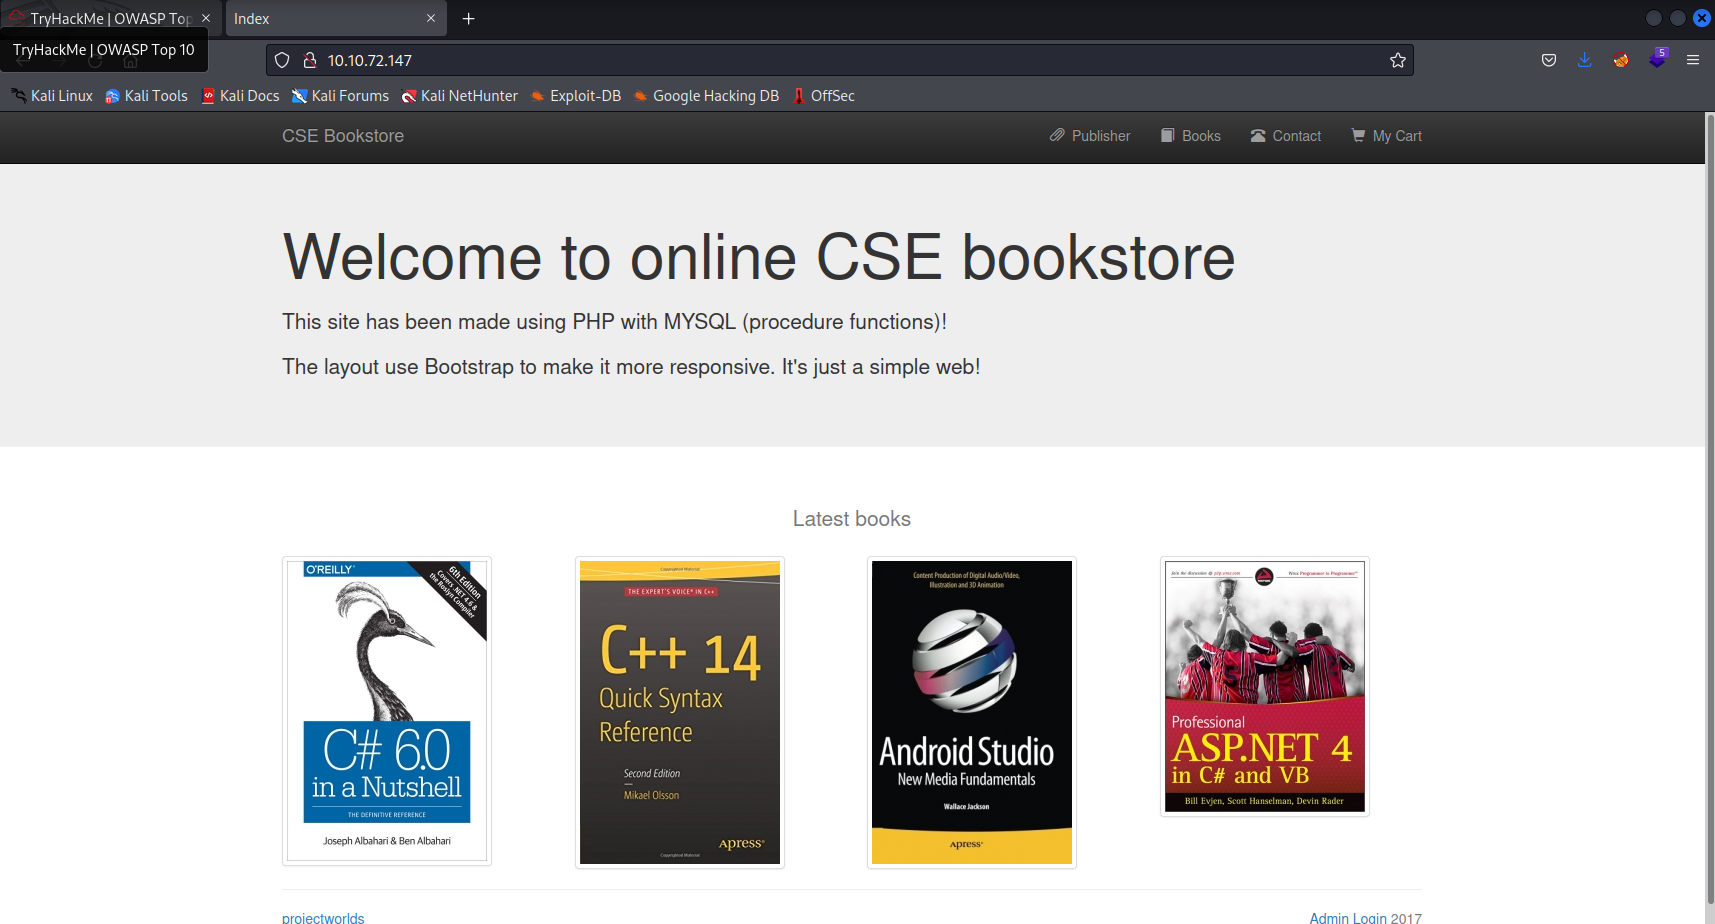 TryHackMe | OWASP Top
Index
TryHackMe | OWASP Top 10
10.10.72.147
5
Kali Linux Kali Tools Kali Docs Kali Forums Kali NetHunter Exploit-DB Google Hacking DB OffSec
CSE Bookstore Publisher Books Contact My Cart
Welcome to online CSE bookstore
This site has been made using PHP with MYSQL (procedure functions)!
The layout use Bootstrap to make it more responsive. It's just a simple web!
Latest books
O'REILLY
6th Edition
Covers .NET 4.6 &
the Roslyn Compiler
C# 6.0
in a Nutshell
THE DEFINITIVE REFERENCE
Joseph Albahari & Ben Albahari
THE EXPERT'S VOICE® IN C++
C++ 14
Quick Syntax
Reference
Second Edition
Mikael Olsson
Apress®
Content Production of Digital Audio/Video,
Illustration and 3D Animation
Android Studio
New Media Fundamentals
Wallace Jackson
Apress®
Professional
ASP.NET 4
in C# and VB
Bill Evjen, Scott Hanselman, Devin Rader
projectworlds
Admin Login 2017